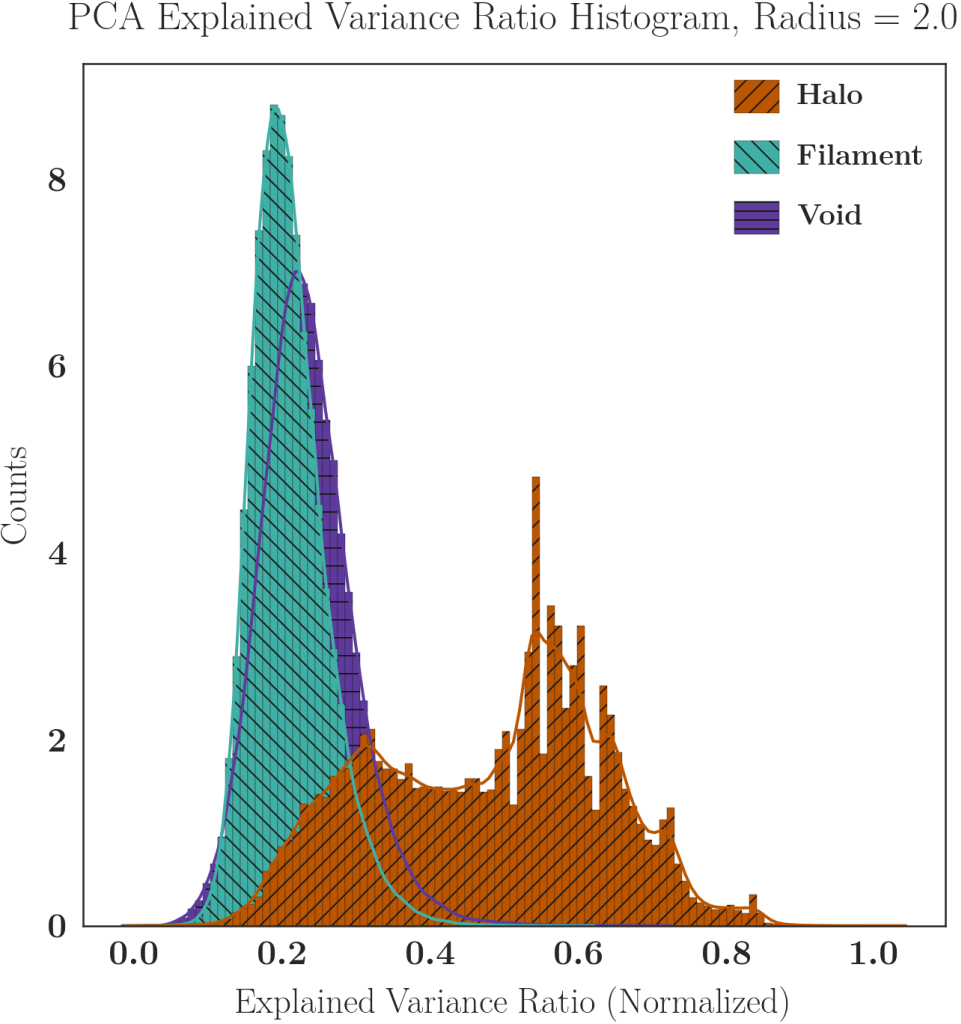 PCA Explained Variance Ratio Histogram, Radius = 2.0
Halo
Filament
Void
8
6
4
2
0
Counts
0.0 0.2 0.4 0.6 0.8 1.0
Explained Variance Ratio (Normalized)